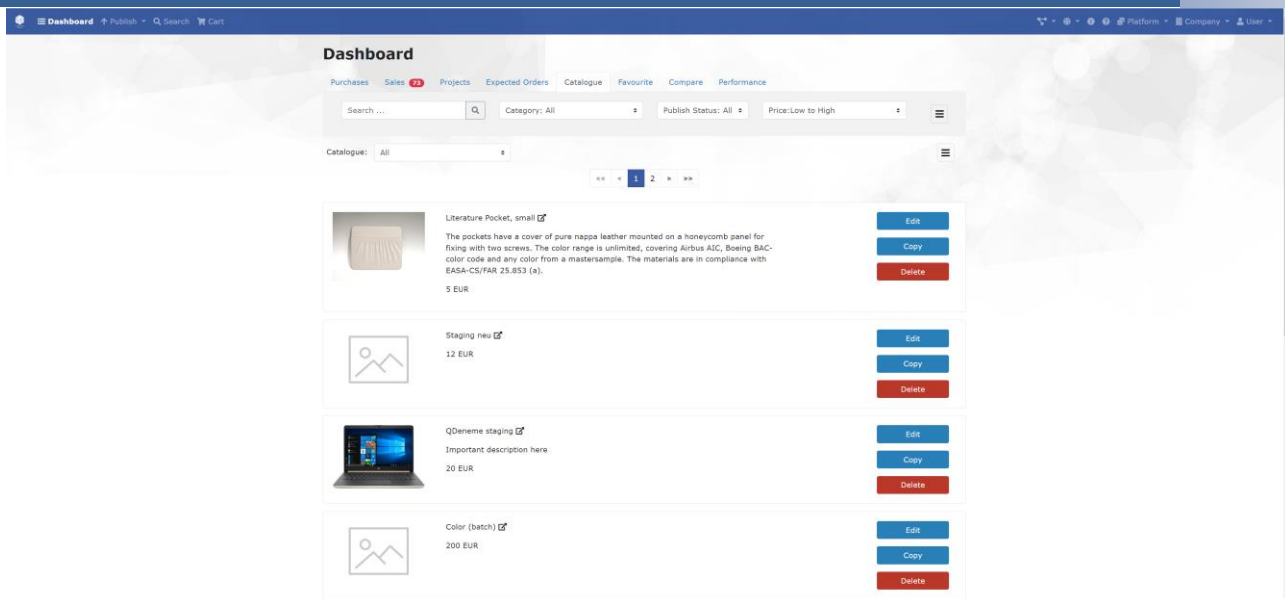 Dashboard Publish Search Cart Platform Company User
Dashboard
Purchases Sales 73 Projects Expected Orders Catalogue Favourite Compare Performance
Search ... Category: All Publish Status: All Price:Low to High
Catalogue: All
«« « 1 2 » »»
Literature Pocket, small
Edit
The pockets have a cover of pure nappa leather mounted on a honeycomb panel for
fixing with two screws. The color range is unlimited, covering Airbus AIC, Boeing BAC-
color code and any color from a mastersample. The materials are in compliance with
EASA-CS/FAR 25.853 (a).
Copy
Delete
5 EUR
Staging neu
Edit
12 EUR
Copy
Delete
QDeneme staging
Edit
Important description here
Copy
20 EUR
Delete
Color (batch)
Edit
200 EUR
Copy
Delete